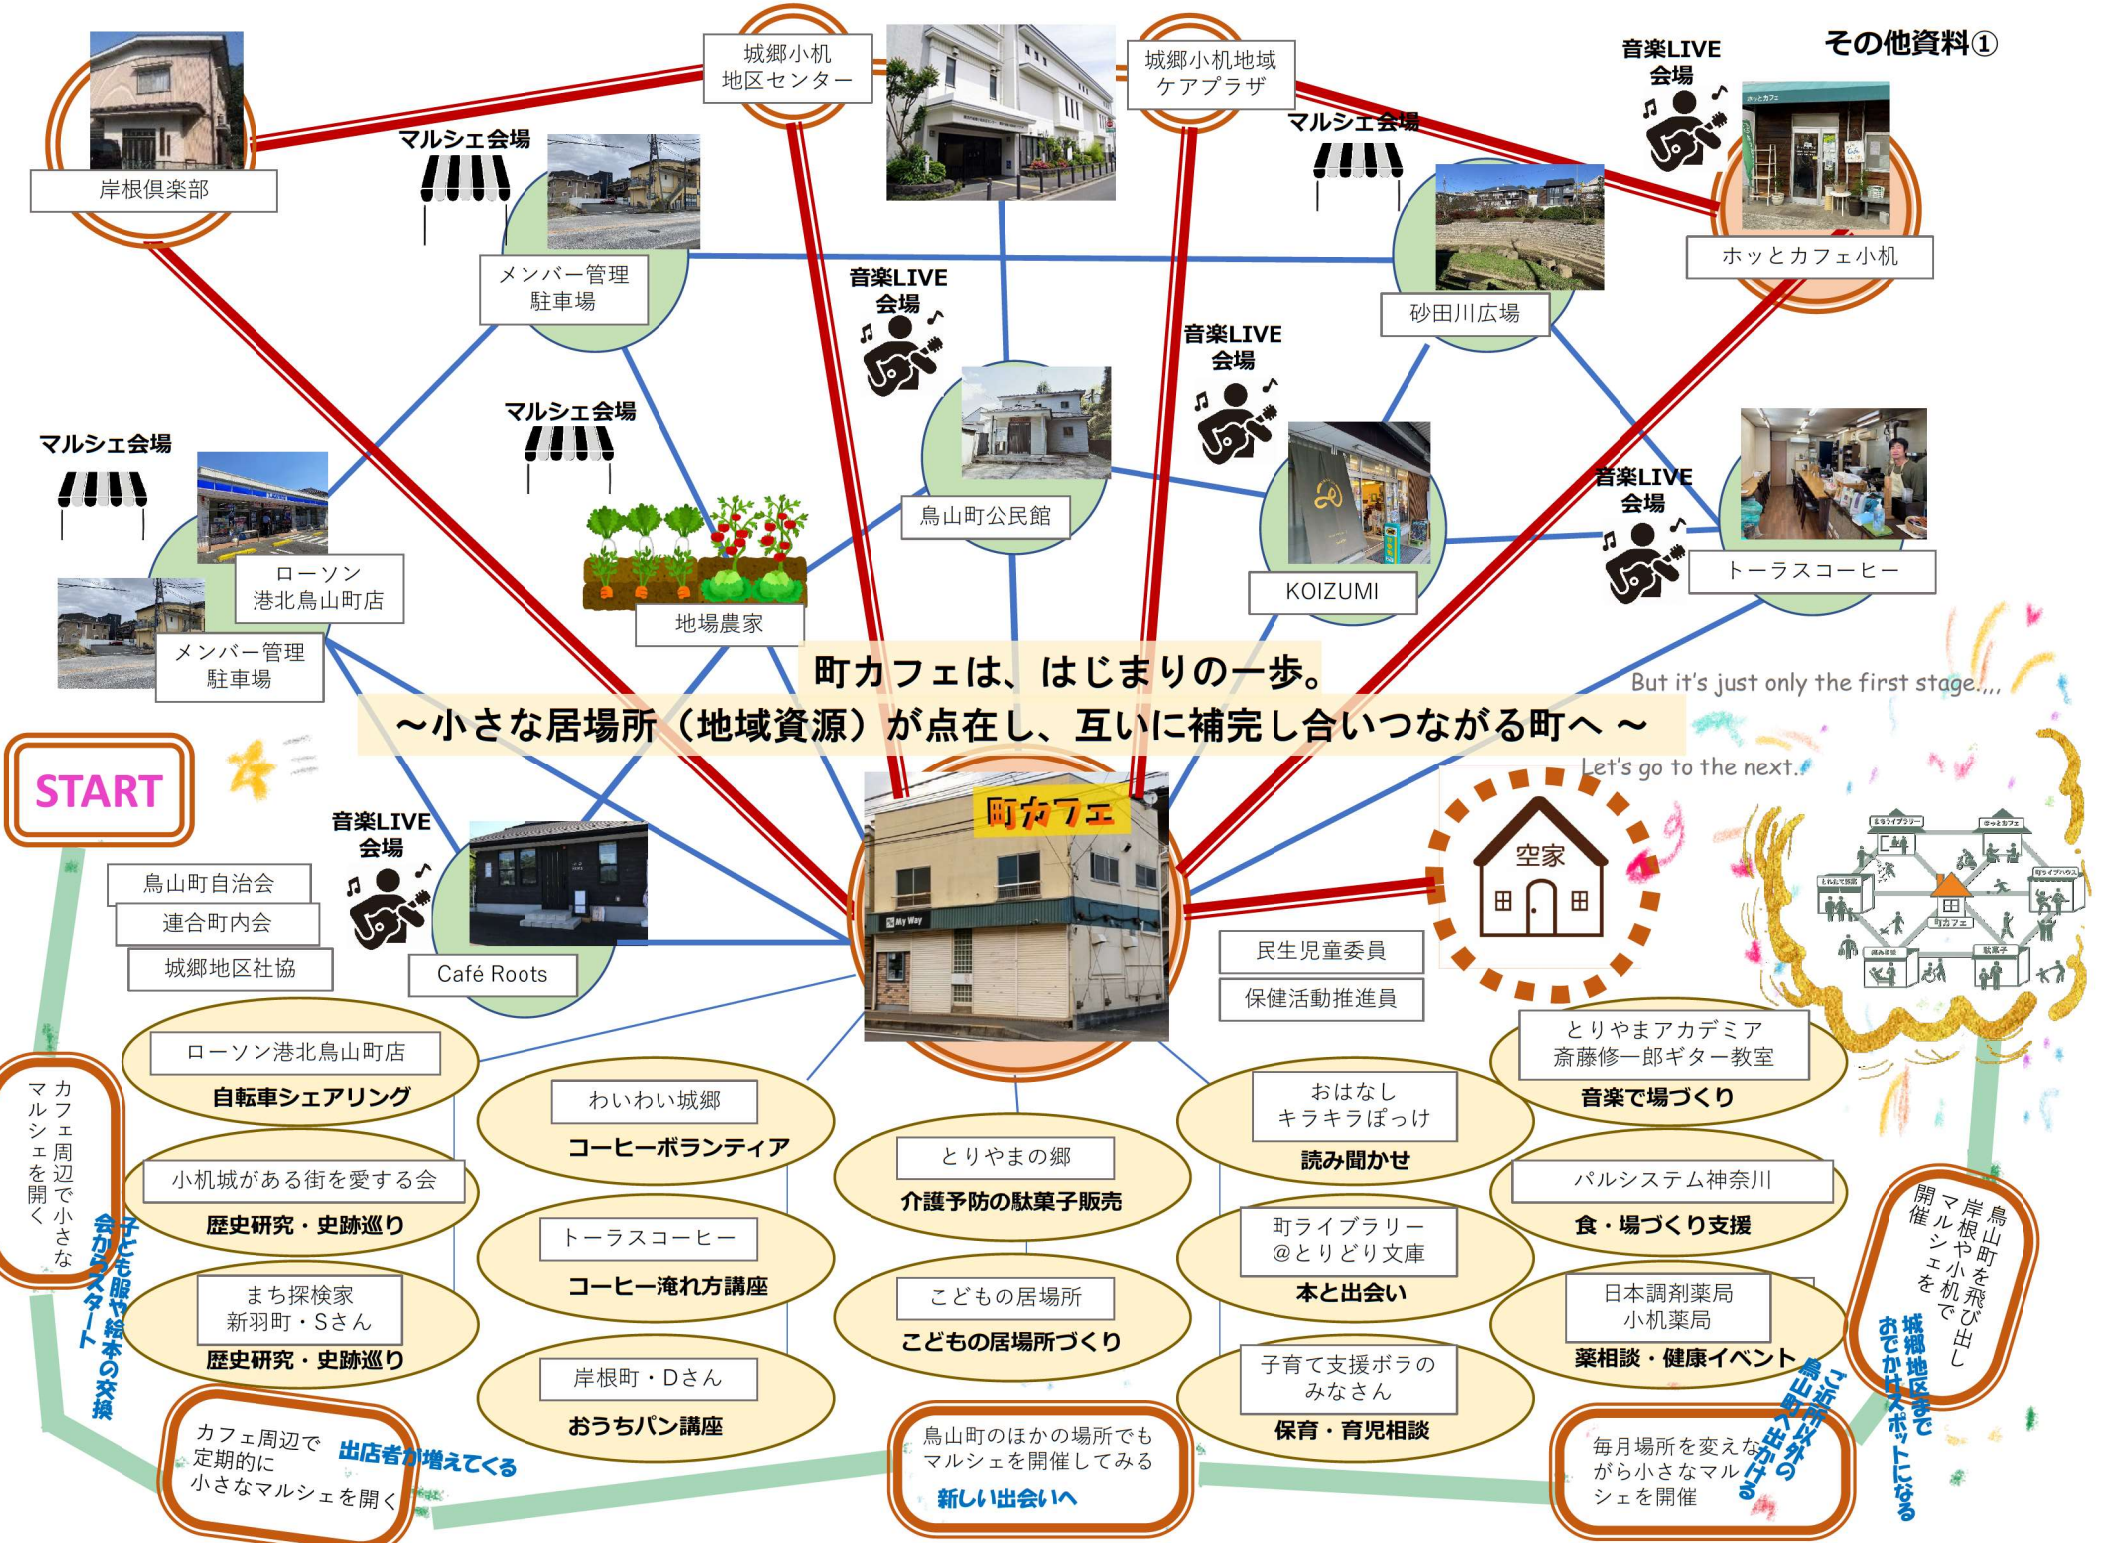 その他資料①
岸根倶楽部
城郷小机
地区センター
城郷小机地域
ケアプラザ
音楽LIVE
会場
ホッとカフェ
ホッとカフェ小机
マルシェ会場
メンバー管理
駐車場
マルシェ会場
砂田川広場
音楽LIVE
会場
鳥山町公民館
音楽LIVE
会場
KOIZUMI
音楽LIVE
会場
トーラスコーヒー
マルシェ会場
ローソン
港北鳥山町店
メンバー管理
駐車場
マルシェ会場
地場農家
町カフェは、はじまりの一歩。
～小さな居場所（地域資源）が点在し、互いに補完し合いつながる町へ ～
But it's just only the first stage.,,,
Let's go to the next..
START
音楽LIVE
会場
Café Roots
町カフェ
My Way
空家
町カフェ
駄菓子
鳥山町自治会
連合町内会
城郷地区社協
民生児童委員
保健活動推進員
ローソン港北鳥山町店
自転車シェアリング
小机城がある街を愛する会
歴史研究・史跡巡り
まち探検家
新羽町・Sさん
歴史研究・史跡巡り
わいわい城郷
コーヒーボランティア
トーラスコーヒー
コーヒー淹れ方講座
岸根町・Dさん
おうちパン講座
とりやまの郷
介護予防の駄菓子販売
こどもの居場所
こどもの居場所づくり
おはなし
キラキラぽっけ
読み聞かせ
町ライブラリー
@とりどり文庫
本と出会い
子育て支援ボラの
みなさん
保育・育児相談
とりやまアカデミア
斎藤修一郎ギター教室
音楽で場づくり
パルシステム神奈川
食・場づくり支援
日本調剤薬局
小机薬局
薬相談・健康イベント
カフェ周辺で小さな
マルシェを開く
子ども服や絵本の交換
会からスタート
カフェ周辺で
定期的に
小さなマルシェを開く
出店者が増えてくる
鳥山町のほかの場所でも
マルシェを開催してみる
新しい出会いへ
毎月場所を変えな
がら小さなマル
シェを開催
ご近所以外の
鳥山町へ出かける
鳥山町を飛び出し
岸根や小机で
マルシェを
開催
城郷地区まで
おでかけスポットになる